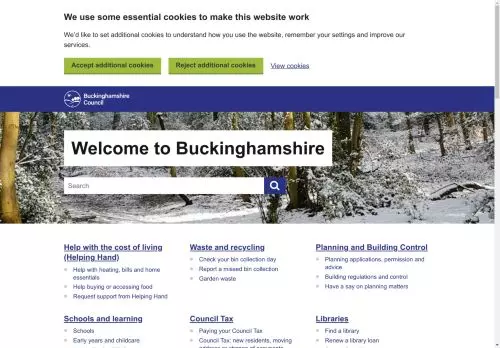 We use some essential cookies to make this website work
We'd like to set additional cookies to understand how you use the website, remember your settings and improve our
services.
Accept additional cookies
Reject additional cookies
View cookies
Buckinghamshire
Council
Welcome to Buckinghamshire
Search
Help with the cost of living
(Helping Hand)
Help with heating, bills and home
essentials
Help buying or accessing food
Request support from Helping Hand
Waste and recycling
Check your bin collection day
Report a missed bin collection
Garden waste
Planning and Building Control
Planning applications, permission and
advice
Building regulations and control
Have a say on planning matters
Schools and learning
Schools
Early years and childcare
Council Tax
Paying your Council Tax
Council Tax: new residents, moving
Libraries
Find a library
Renew a library loan